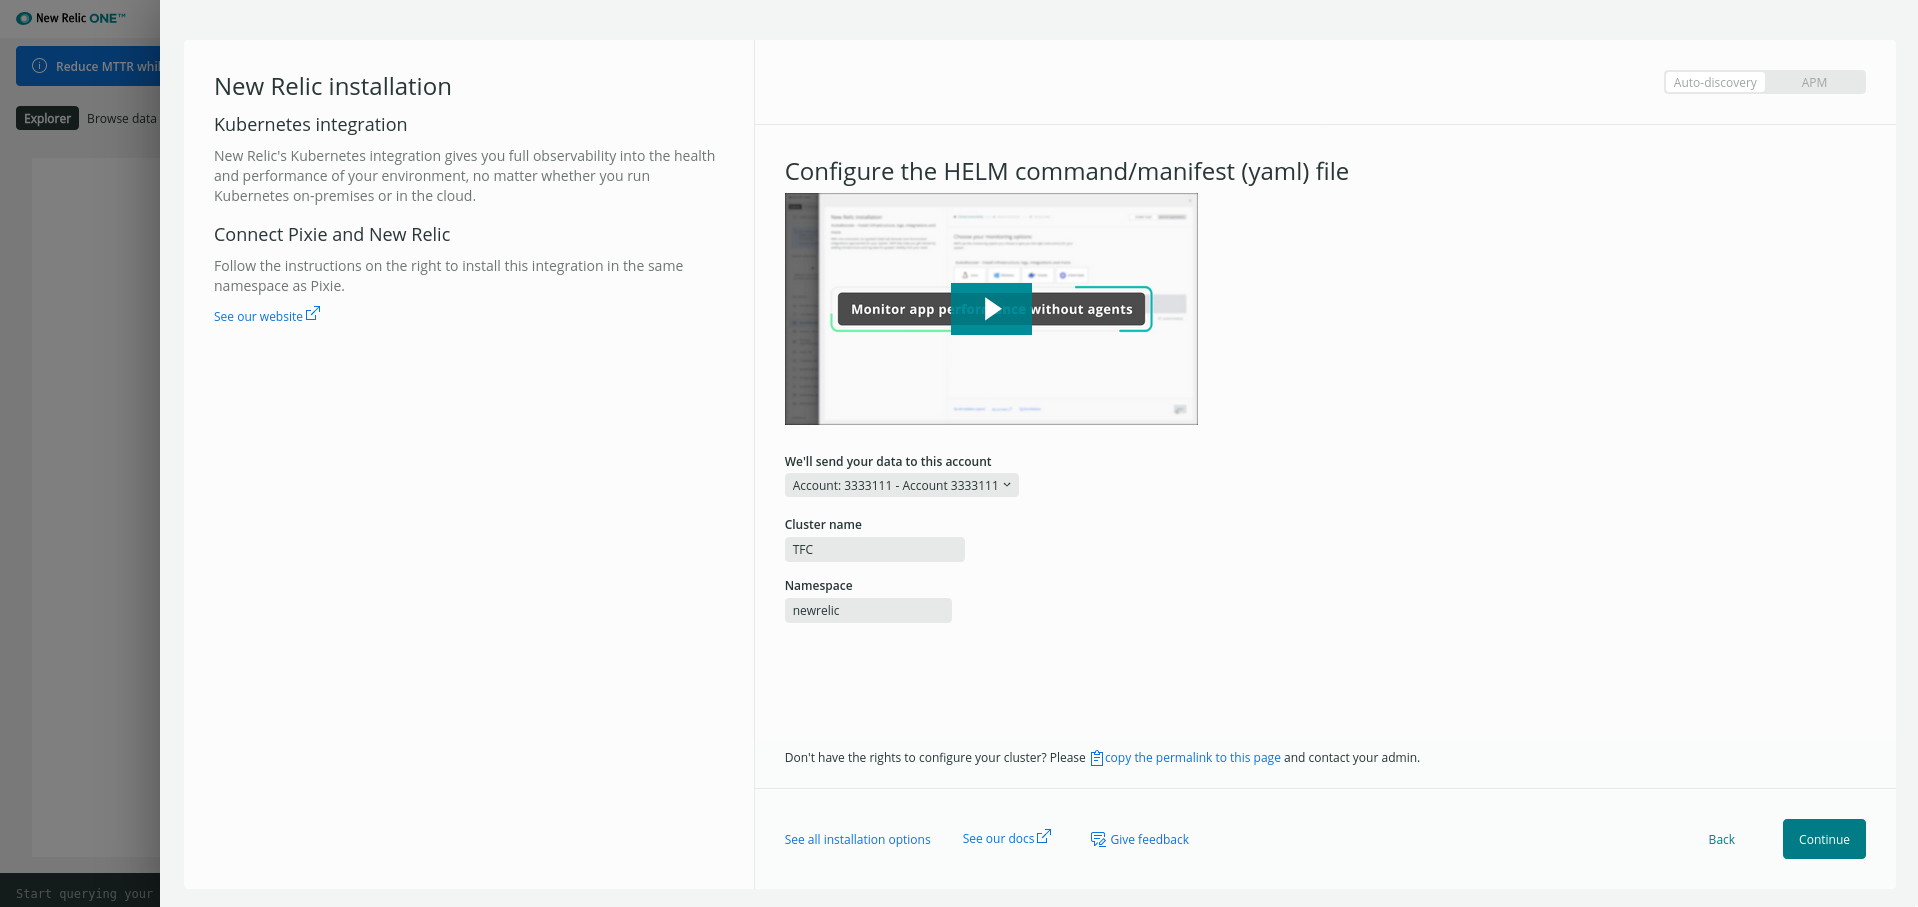 New Relic ONE™
Reduce MTTR whil
Explorer
Browse data
Start querying your
New Relic installation
Kubernetes integration
New Relic's Kubernetes integration gives you full observability into the health
and performance of your environment, no matter whether you run
Kubernetes on-premises or in the cloud.
Connect Pixie and New Relic
Follow the instructions on the right to install this integration in the same
namespace as Pixie.
See our website
Auto-discovery
APM
Configure the HELM command/manifest (yaml) file
Monitor app performance without agents
We'll send your data to this account
Account: 3333111 - Account 3333111
Cluster name
TFC
Namespace
newrelic
Don't have the rights to configure your cluster? Please copy the permalink to this page and contact your admin.
See all installation options
See our docs
Give feedback
Back
Continue